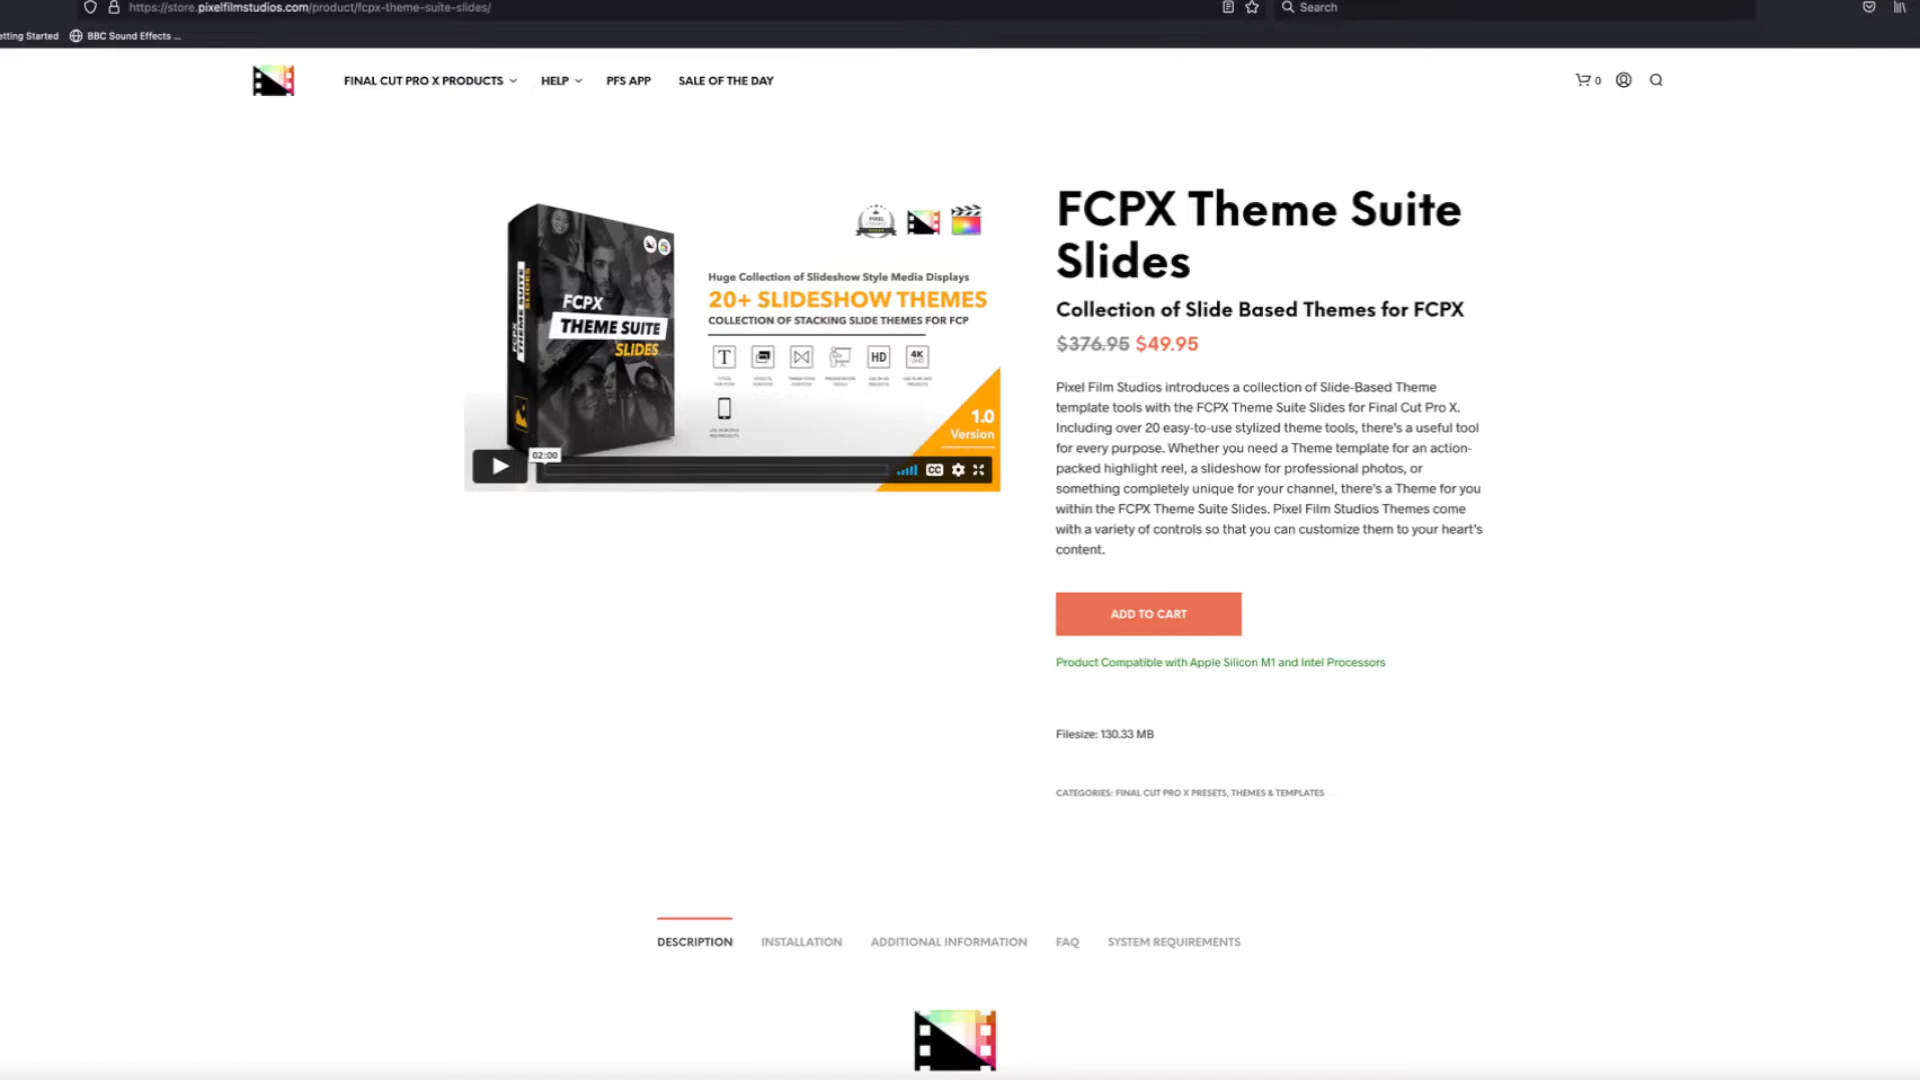 https://store.pixelfilmstudios.com/product/fcpx-theme-suite-slides/
Search
etting Started
BBC Sound Effects ...
FINAL CUT PRO X PRODUCTS
HELP
PFS APP
SALE OF THE DAY
0
FCPX Theme Suite
Slides
Collection of Slide Based Themes for FCPX
$376.95 $49.95
Pixel Film Studios introduces a collection of Slide-Based Theme
template tools with the FCPX Theme Suite Slides for Final Cut Pro X.
Including over 20 easy-to-use stylized theme tools, there's a useful tool
for every purpose. Whether you need a Theme template for an action-
packed highlight reel, a slideshow for professional photos, or
something completely unique for your channel, there's a Theme for you
within the FCPX Theme Suite Slides. Pixel Film Studios Themes come
with a variety of controls so that you can customize them to your heart's
content.
ADD TO CART
Product Compatible with Apple Silicon M1 and Intel Processors
Filesize: 130.33 MB
CATEGORIES: FINAL CUT PRO X PRESETS, THEMES & TEMPLATES
FCPX
THEME SUITE
SLIDES
FCPX
THEME SUITE
SLIDES
Huge Collection of Slideshow Style Media Displays
20+ SLIDESHOW THEMES
COLLECTION OF STACKING SLIDE THEMES FOR FCP
T
HD
4K
1.0
Version
02:00
CC
DESCRIPTION
INSTALLATION
ADDITIONAL INFORMATION
FAQ
SYSTEM REQUIREMENTS